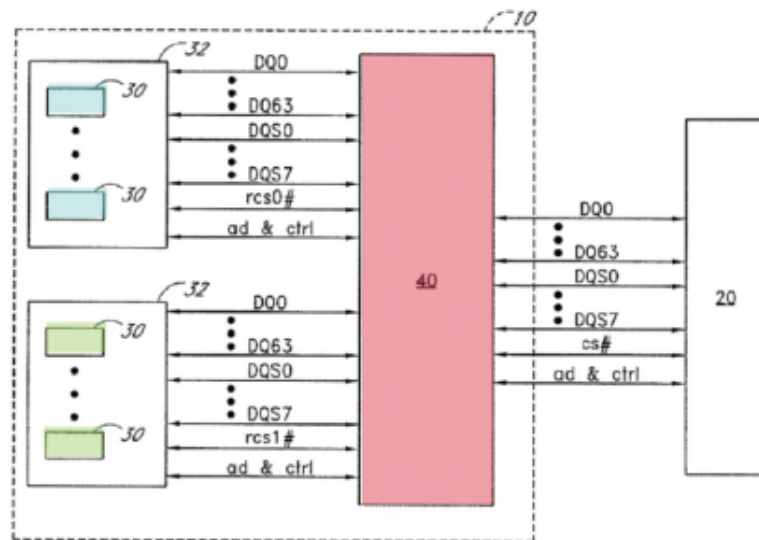 10
32
30
30
DQ0
DQ63
DQS0
DQS7
rcs0#
ad & ctrl
32
30
30
DQ0
DQ63
DQS0
DQS7
rcs1#
ad & ctrl
40
DQ0
DQ63
DQS0
DQS7
cs#
ad & ctrl
20